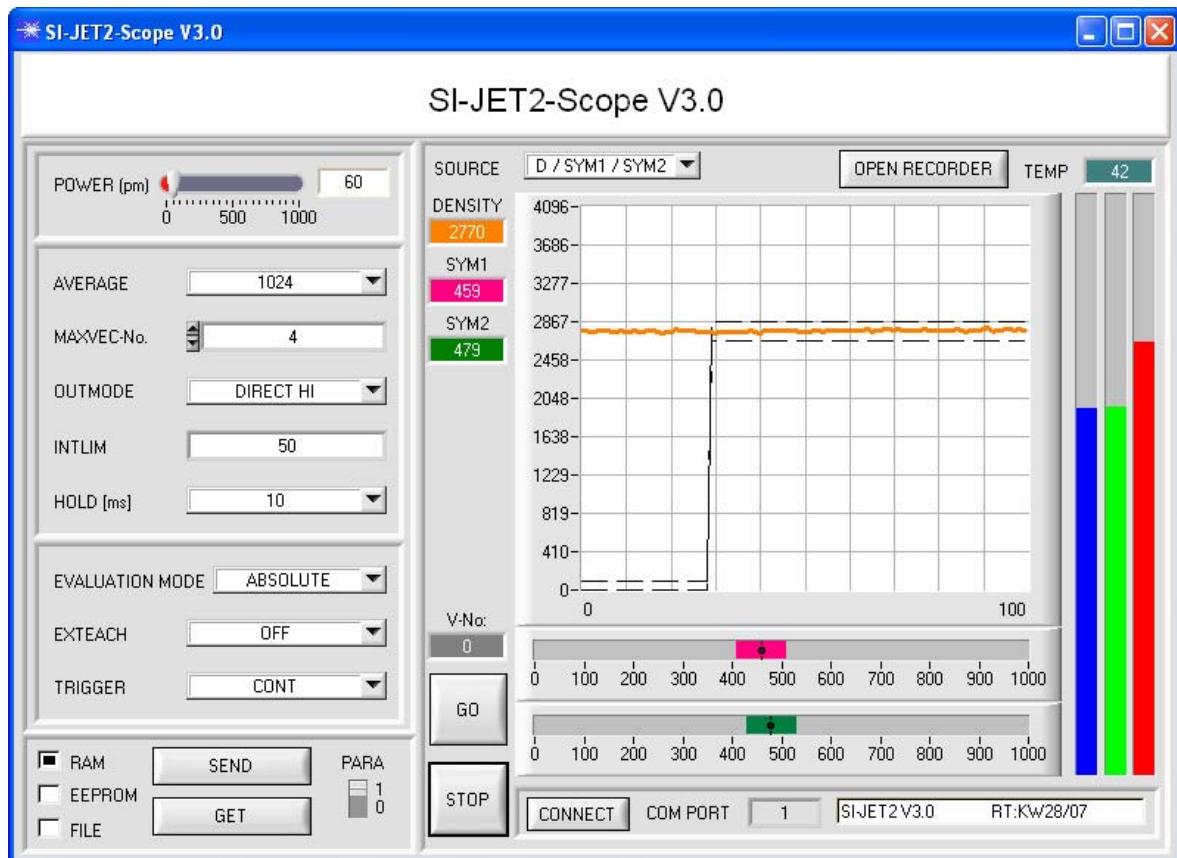 SI-JET2-Scope V3.0
SI-JET2-Scope V3.0
POWER (pm) 60
0 500 1000
AVERAGE 1024
MAXVEC-No. 4
OUTMODE DIRECT HI
INTLIM 50
HOLD [ms] 10
EVALUATION MODE ABSOLUTE
EXTEACH OFF
TRIGGER CONT
RAM
EEPROM
FILE
SEND
GET
PARA
1
0
SOURCE D / SYM1 / SYM2 OPEN RECORDER TEMP 42
DENSITY
2770
SYM1
459
SYM2
479
V-No:
0
GO
STOP
4096
3686
3277
2867
2458
2048
1638
1229
819
410
0
0 100
0 100 200 300 400 500 600 700 800 900 1000
0 100 200 300 400 500 600 700 800 900 1000
CONNECT COM PORT 1 SI-JET2 V3.0 RT:KW28/07